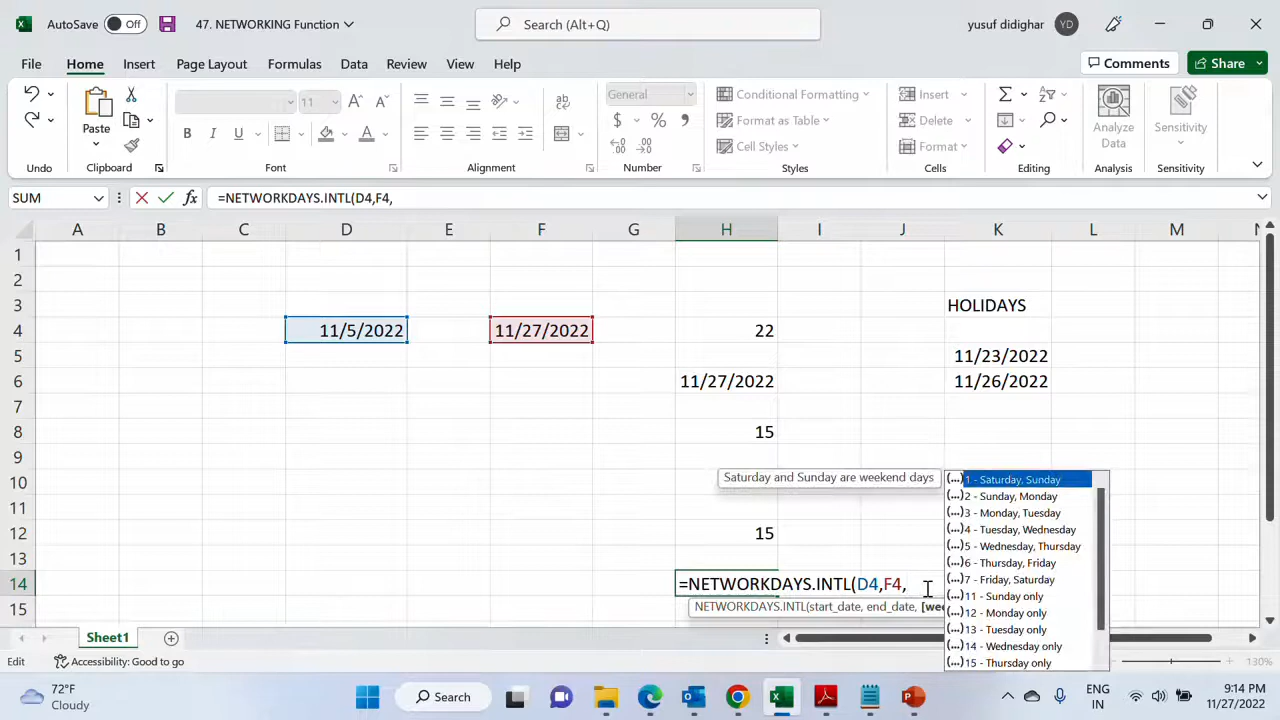 AutoSave Off 47. NETWORKING Function Search (Alt+Q) yusuf didighar YD
File Home Insert Page Layout Formulas Data Review View Help Comments Share
Paste 11 B I U General $ % Conditional Formatting Format as Table Cell Styles Insert Delete Format Analyze Data Sensitivity
Undo Clipboard Font Alignment Number Styles Cells Editing Analysis Sensitivity
SUM fx =NETWORKDAYS.INTL(D4,F4,
A B C D E F G H I J K L M N
1
2
3 HOLIDAYS
4 11/5/2022 11/27/2022 22
5 11/23/2022
6 11/27/2022 11/26/2022
7
8 15
9
10
11
12 15
13
14 =NETWORKDAYS.INTL(D4,F4,
15
Saturday and Sunday are weekend days
NETWORKDAYS.INTL(start_date, end_date, [wee
(...)1 - Saturday, Sunday
(...)2 - Sunday, Monday
(...)3 - Monday, Tuesday
(...)4 - Tuesday, Wednesday
(...)5 - Wednesday, Thursday
(...)6 - Thursday, Friday
(...)7 - Friday, Saturday
(...)11 - Sunday only
(...)12 - Monday only
(...)13 - Tuesday only
(...)14 - Wednesday only
(...)15 - Thursday only
Sheet1
Edit Accessibility: Good to go 130%
72°F
Cloudy
Search
ENG
IN
9:14 PM
11/27/2022